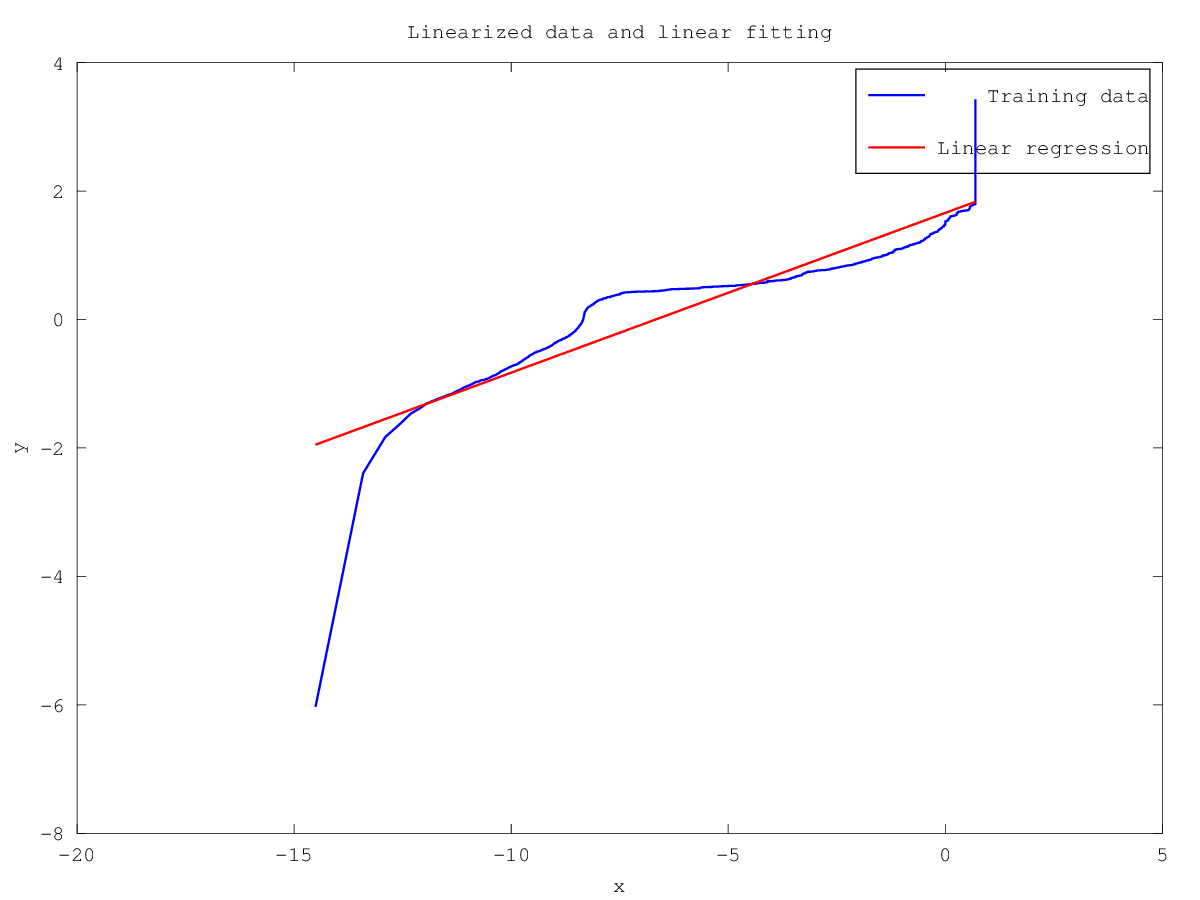 Linearized data and linear fitting
4
2
0
-2
-4
-6
-8
y
Training data
Linear regression
-20
-15
-10
-5
0
5
x